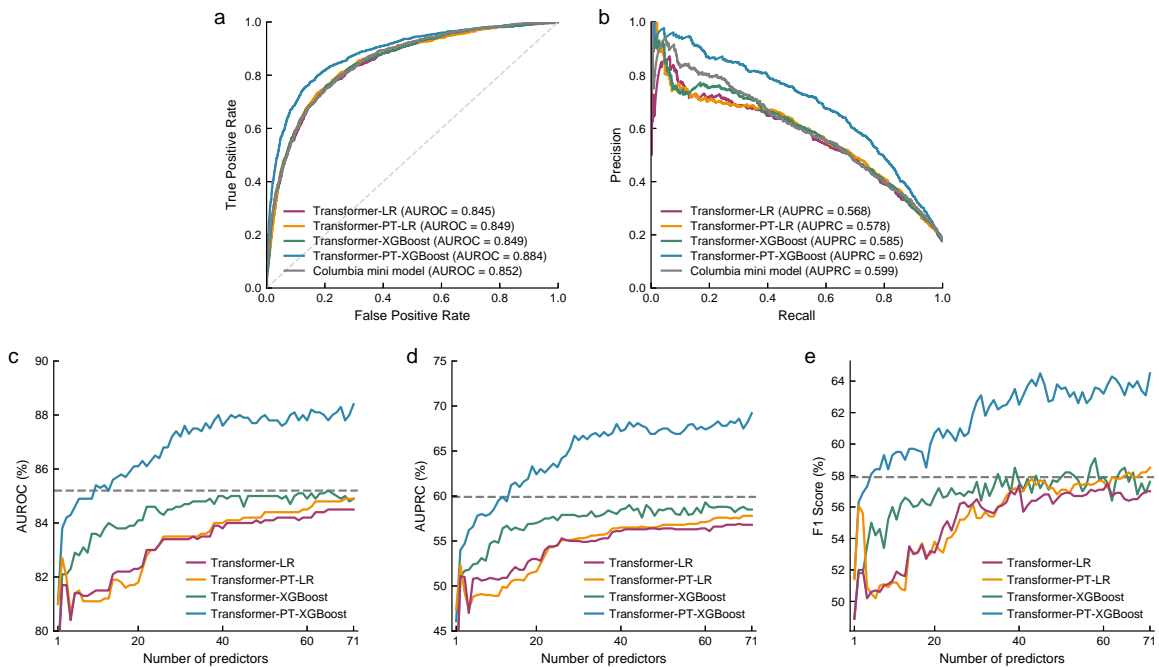 a
True Positive Rate
1.0
0.8
0.6
0.4
0.2
0.0
0.0
0.2
0.4
0.6
0.8
1.0
False Positive Rate
Transformer-LR (AUROC = 0.845)
Transformer-PT-LR (AUROC = 0.849)
Transformer-XGBoost (AUROC = 0.849)
Transformer-PT-XGBoost (AUROC = 0.884)
Columbia mini model (AUROC = 0.852)
b
Precision
1.0
0.8
0.6
0.4
0.2
0.0
0.0
0.2
0.4
0.6
0.8
1.0
Recall
Transformer-LR (AUPRC = 0.568)
Transformer-PT-LR (AUPRC = 0.578)
Transformer-XGBoost (AUPRC = 0.585)
Transformer-PT-XGBoost (AUPRC = 0.692)
Columbia mini model (AUPRC = 0.599)
c
AUROC (%)
90
88
86
84
82
80
1
20
40
60
71
Number of predictors
Transformer-LR
Transformer-PT-LR
Transformer-XGBoost
Transformer-PT-XGBoost
d
AUPRC (%)
75
70
65
60
55
50
45
1
20
40
60
71
Number of predictors
Transformer-LR
Transformer-PT-LR
Transformer-XGBoost
Transformer-PT-XGBoost
e
F1 Score (%)
64
62
60
58
56
54
52
50
1
20
40
60
71
Number of predictors
Transformer-LR
Transformer-PT-LR
Transformer-XGBoost
Transformer-PT-XGBoost